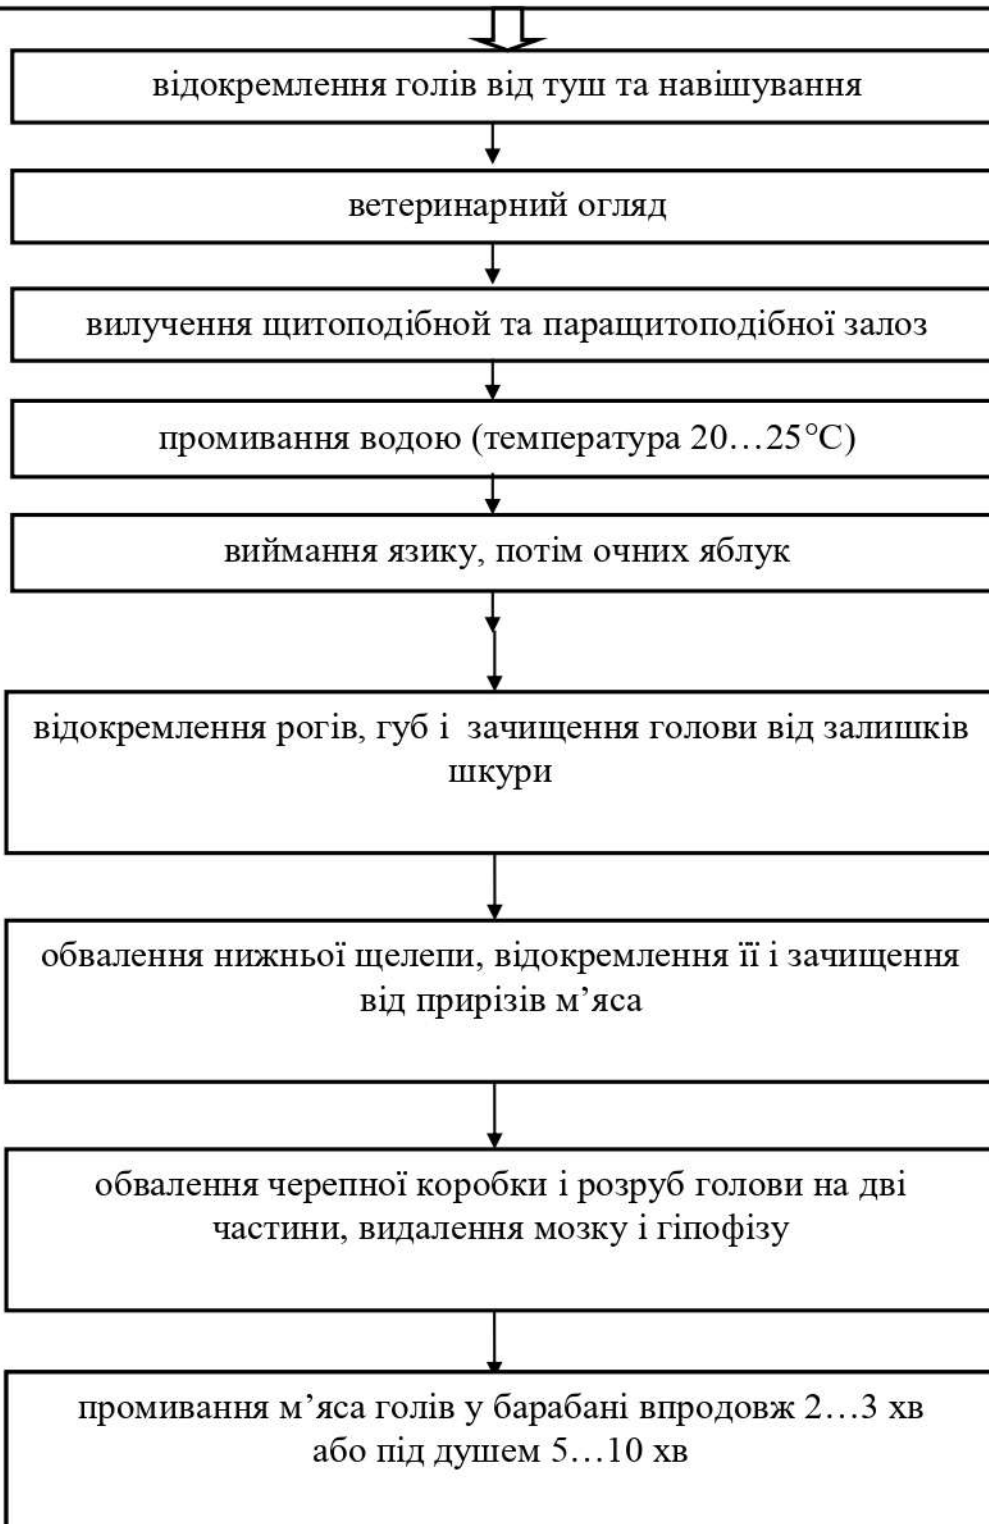 відокремлення голів від туш та навішування
ветеринарний огляд
вилучення щитоподібной та паращитоподібної залоз
промивання водою (температура 20…25°С)
виймання язику, потім очних яблук
відокремлення рогів, губ і зачищення голови від залишків
шкури
обвалення нижньої щелепи, відокремлення її і зачищення
від прирізів м’яса
обвалення черепної коробки і розруб голови на дві
частини, видалення мозку і гіпофізу
промивання м’яса голів у барабані впродовж 2…3 хв
або під душем 5…10 хв